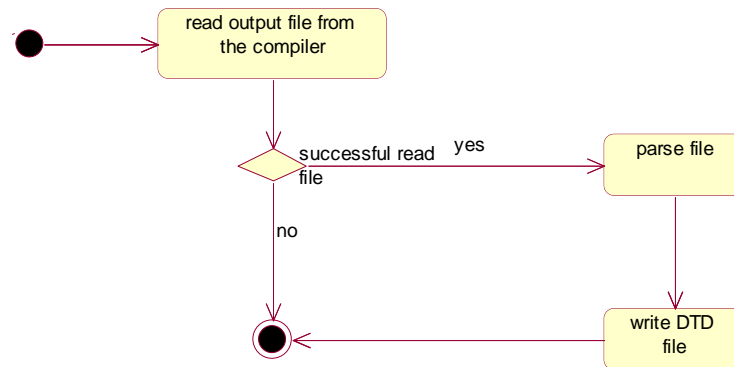 read output file from
the compiler
successful read
file
yes
parse file
no
write DTD
file